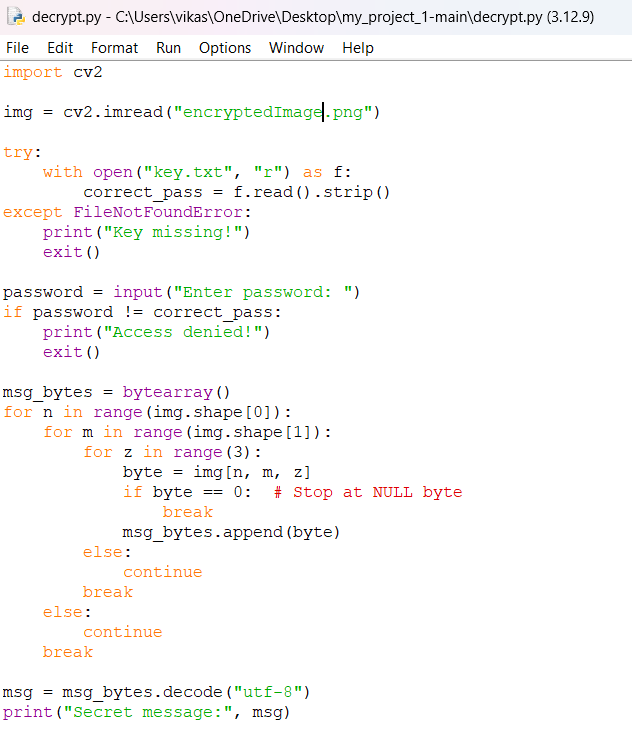 decrypt.py - C:\Users\vikas\OneDrive\Desktop\my_project_1-main\decrypt.py (3.12.9)
File Edit Format Run Options Window Help
import cv2

img = cv2.imread("encryptedImage.png")

try:
    with open("key.txt", "r") as f:
        correct_pass = f.read().strip()
except FileNotFoundError:
    print("Key missing!")
    exit()

password = input("Enter password: ")
if password != correct_pass:
    print("Access denied!")
    exit()

msg_bytes = bytearray()
for n in range(img.shape[0]):
    for m in range(img.shape[1]):
        for z in range(3):
            byte = img[n, m, z]
            if byte == 0:  # Stop at NULL byte
                break
            msg_bytes.append(byte)
        else:
            continue
        break
    else:
        continue
    break

msg = msg_bytes.decode("utf-8")
print("Secret message:", msg)